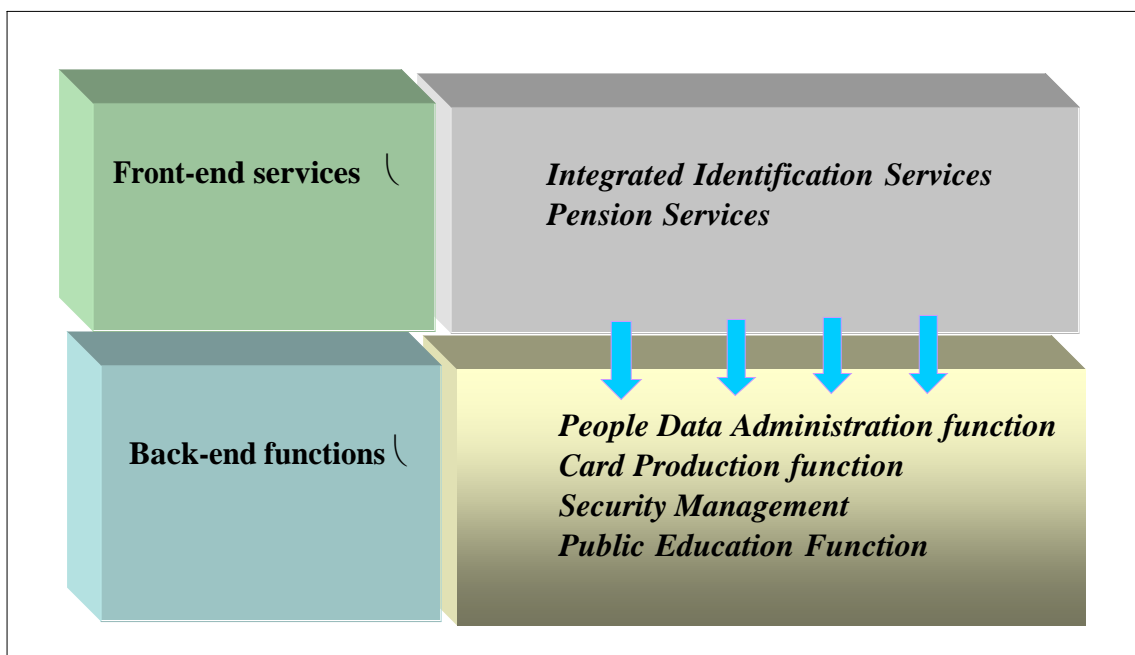 Front-end services
Integrated Identification Services
Pension Services
Back-end functions
People Data Administration function
Card Production function
Security Management
Public Education Function